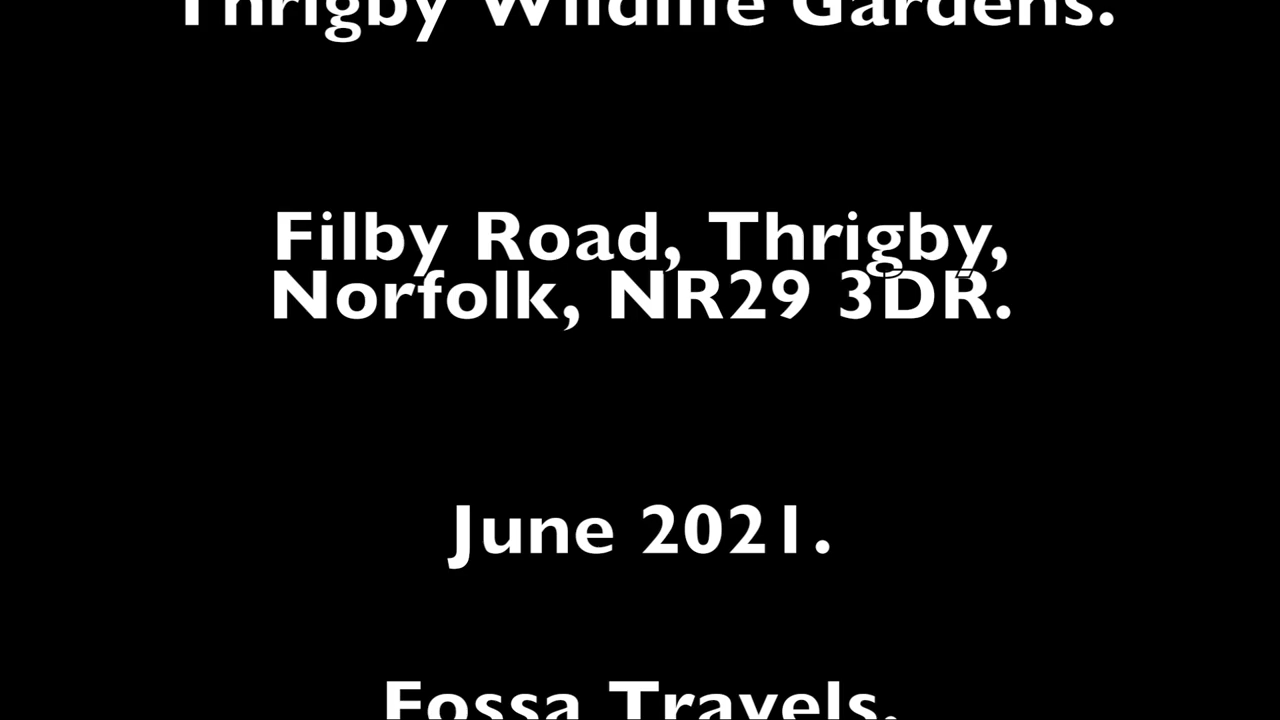 Thrigby Wildlife Gardens.
Filby Road, Thrigby,
Norfolk, NR29 3DR.
June 2021.
Fossa Travels.